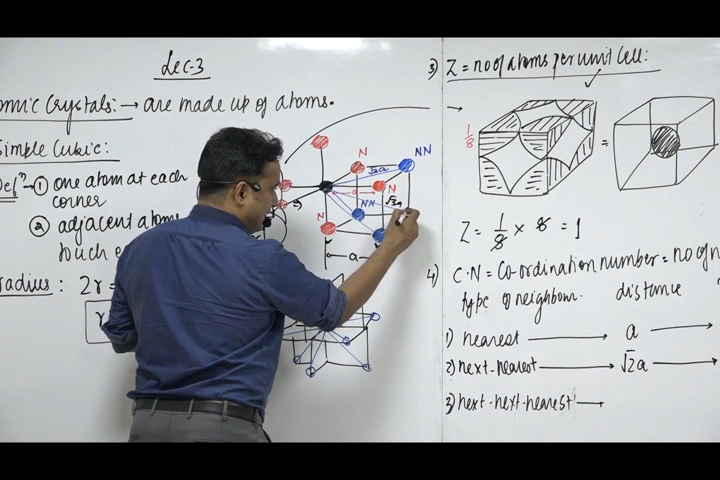 Lec-3
omic Crystals: → are made up of atoms.
Simple Cubic:
Defⁿ → ① one atom at each
corner
② adjacent atoms
touch e
radius : 2r =
r
N
NN
√2a
a
N
√3a
NN
N
a
3) Z = no of atoms per unit Cell:
1/8
=
Z = 1/8 × 8 = 1
4) C.N = Co-ordination number = no of n
type of neighbour. distance
1) nearest → a →
2) next-nearest → √2a →
3) next-next-nearest →